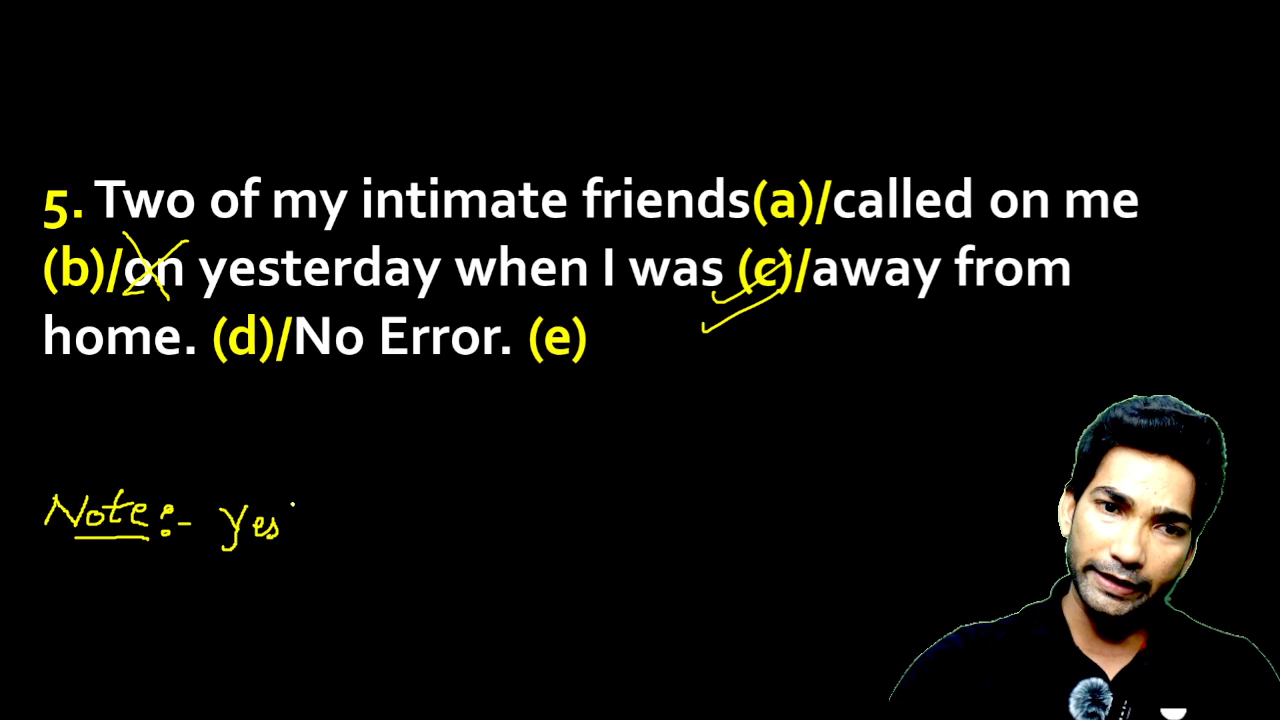 5. Two of my intimate friends(a)/called on me
(b)/on yesterday when I was (c)/away from
home. (d)/No Error. (e)
Note:- Yes